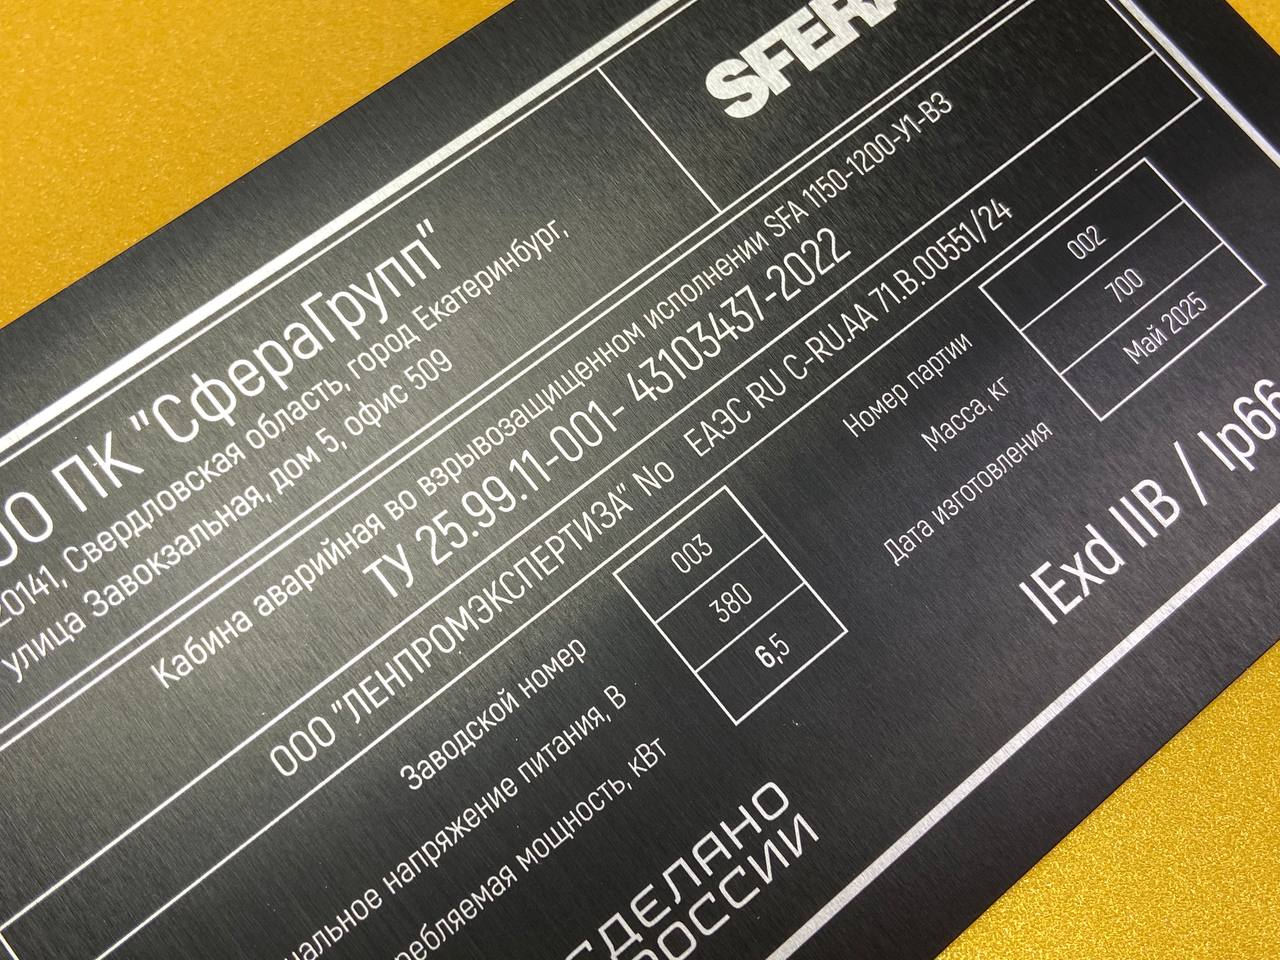 SFERA
ОО ПК "СфераГрупп"
20141, Свердловская область, город Екатеринбург,
улица Завокзальная, дом 5, офис 509
Кабина аварийная во взрывозащищенном исполнении SFA 1150-1200-У1-В3
ТУ 25.99.11-001- 43103437-2022
ООО "ЛЕНПРОМЭКСПЕРТИЗА" No ЕАЭС RU С-RU.АА 71.В.00551/24
Заводской номер 003
нальное напряжение питания, В 380
ребляемая мощность, кВт 6,5
Номер партии 002
Масса, кг 700
Дата изготовления Май 2025
IExd IIB / Ip66
СДЕЛАНО
РОССИИ